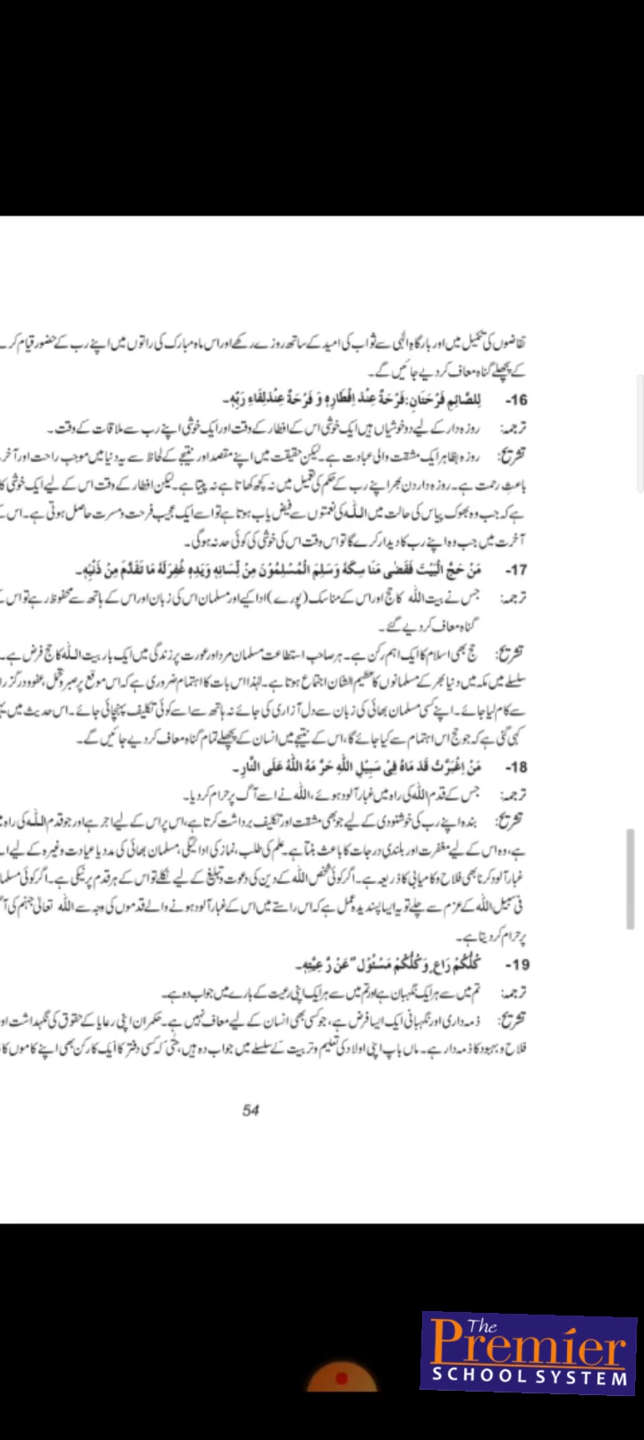 تقاضوں کی تکمیل میں اور بارگاہ الٰہی سے ثواب کی امید کے ساتھ روزے رکھے اور اس ماہ مبارک کی راتوں میں اپنے رب کے حضور قیام کرے
کے پچھلے گناہ معاف کر دیے جائیں گے۔
16- لِلصَّائِمِ فَرْحَتَانِ: فَرْحَةٌ عِنْدَ اِفْطَارِهٖ وَ فَرْحَةٌ عِنْدَ لِقَاءِ رَبِّهٖ۔
ترجمہ: روزہ دار کے لیے دو خوشیاں ہیں ایک خوشی اس کے افطار کے وقت اور ایک خوشی اپنے رب سے ملاقات کے وقت۔
تشریح: روزہ بظاہر ایک مشقت والی عبادت ہے۔ لیکن حقیقت میں اپنے مقصد اور نتیجے کے لحاظ سے یہ دنیا میں موجب راحت اور
باعث رحمت ہے۔ روزہ دار دن بھر اپنے رب کے حکم کی تعمیل میں نہ کچھ کھاتا ہے نہ پیتا ہے۔ لیکن افطار کے وقت اس کے لیے ایک خوشی کا
ہے کہ جب وہ بھوک پیاس کی حالت میں اللہ کی نعمتوں سے فیض یاب ہوتا ہے تو اسے ایک عجیب فرحت و مسرت حاصل ہوتی ہے۔ اس کے
آخرت میں جب وہ اپنے رب کا دیدار کرے گا تو اس وقت اس کی خوشی کی کوئی حد نہ ہو گی۔
17- مَنْ حَجَّ الْبَيْتَ فَقَضٰى مَنَا سِكَهٗ وَسَلِمَ الْمُسْلِمُوْنَ مِنْ لِّسَانِهٖ وَيَدِهٖ غُفِرَلَهٗ مَا تَقَدَّمَ مِنْ ذَنْبِهٖ۔
ترجمہ: جس نے بیت اللہ کا حج اور اس کے مناسک (پورے) ادا کیے اور مسلمان اس کی زبان اور اس کے ہاتھ سے محفوظ رہے تو اس کے
گناہ معاف کر دیے گئے۔
تشریح: حج بھی اسلام کا ایک اہم رکن ہے۔ ہر صاحب استطاعت مسلمان مرد اور عورت پر زندگی میں ایک بار بیت اللہ کا حج فرض ہے۔
سلسلے میں مکہ میں دنیا بھر کے مسلمانوں کا عظیم الشان اجتماع ہوتا ہے۔ لہٰذا اس بات کا اہتمام ضروری ہے کہ اس موقع پر صبر و تحمل، عفو و درگزر
سے کام لیا جائے۔ اپنے کسی مسلمان بھائی کی زبان سے دل آزاری کی جائے نہ ہاتھ سے اسے کوئی تکلیف پہنچائی جائے۔ اس حدیث میں
کہی گئی ہے کہ جو حج اس اہتمام سے کیا جائے گا، اس کے نتیجے میں انسان کے پچھلے تمام گناہ معاف کر دیے جائیں گے۔
18- مَنِ اغْبَرَّتْ قَدَ مَاهُ فِيْ سَبِيْلِ اللّٰهِ حَرَّ مَهُ اللّٰهُ عَلَى النَّارِ۔
ترجمہ: جس کے قدم اللہ کی راہ میں غبار آلود ہوئے، اللہ نے اسے آگ پر حرام کر دیا۔
تشریح: بندہ اپنے رب کی خوشنودی کے لیے جو بھی مشقت اور تکلیف برداشت کرتا ہے، اس پر اس کے لیے اجر ہے اور جو قدم اللہ کی راہ
ہے، وہ اس کے لیے مغفرت اور بلندی درجات کا باعث بنتا ہے۔ علم کی طلب، نماز کی ادائیگی، مسلمان بھائی کی مدد یا عیادت وغیرہ کے لیے
غبار آلود کرنا بھی فلاح و کامیابی کا ذریعہ ہے۔ اگر کوئی شخص اللہ کے دین کی دعوت و تبلیغ کے لیے نکلے تو اس کے ہر قدم پر نیکی ہے۔ اگر کوئی
فی سبیل اللہ کے عزم سے چلے تو یہ ایسا پسندیدہ عمل ہے کہ اس راستے میں اس کے غبار آلود ہونے والے قدموں کی وجہ سے اللہ تعالیٰ جہنم کی
پر حرام کر دیتا ہے۔
19- كُلُّكُمْ رَاعٍ وَّ كُلُّكُمْ مَسْئُوْلٌ عَنْ رَّ عِيَّتِهٖ۔
ترجمہ: تم میں سے ہر ایک نگہبان ہے اور تم میں سے ہر ایک اپنی رعیت کے بارے میں جواب دہ ہے۔
تشریح: ذمہ داری اور نگہبانی ایک ایسا فرض ہے، جو کسی بھی انسان کے لیے معاف نہیں ہے۔ حکمران اپنی رعایا کے حقوق کی نگہداشت اور
فلاح و بہبود کا ذمہ دار ہے۔ ماں باپ اپنی اولاد کی تعلیم و تربیت کے سلسلے میں جواب دہ ہیں، حتیٰ کہ کسی دفتر کا ایک کارکن بھی اپنے کاموں کا
54
The
Premier
SCHOOL SYSTEM